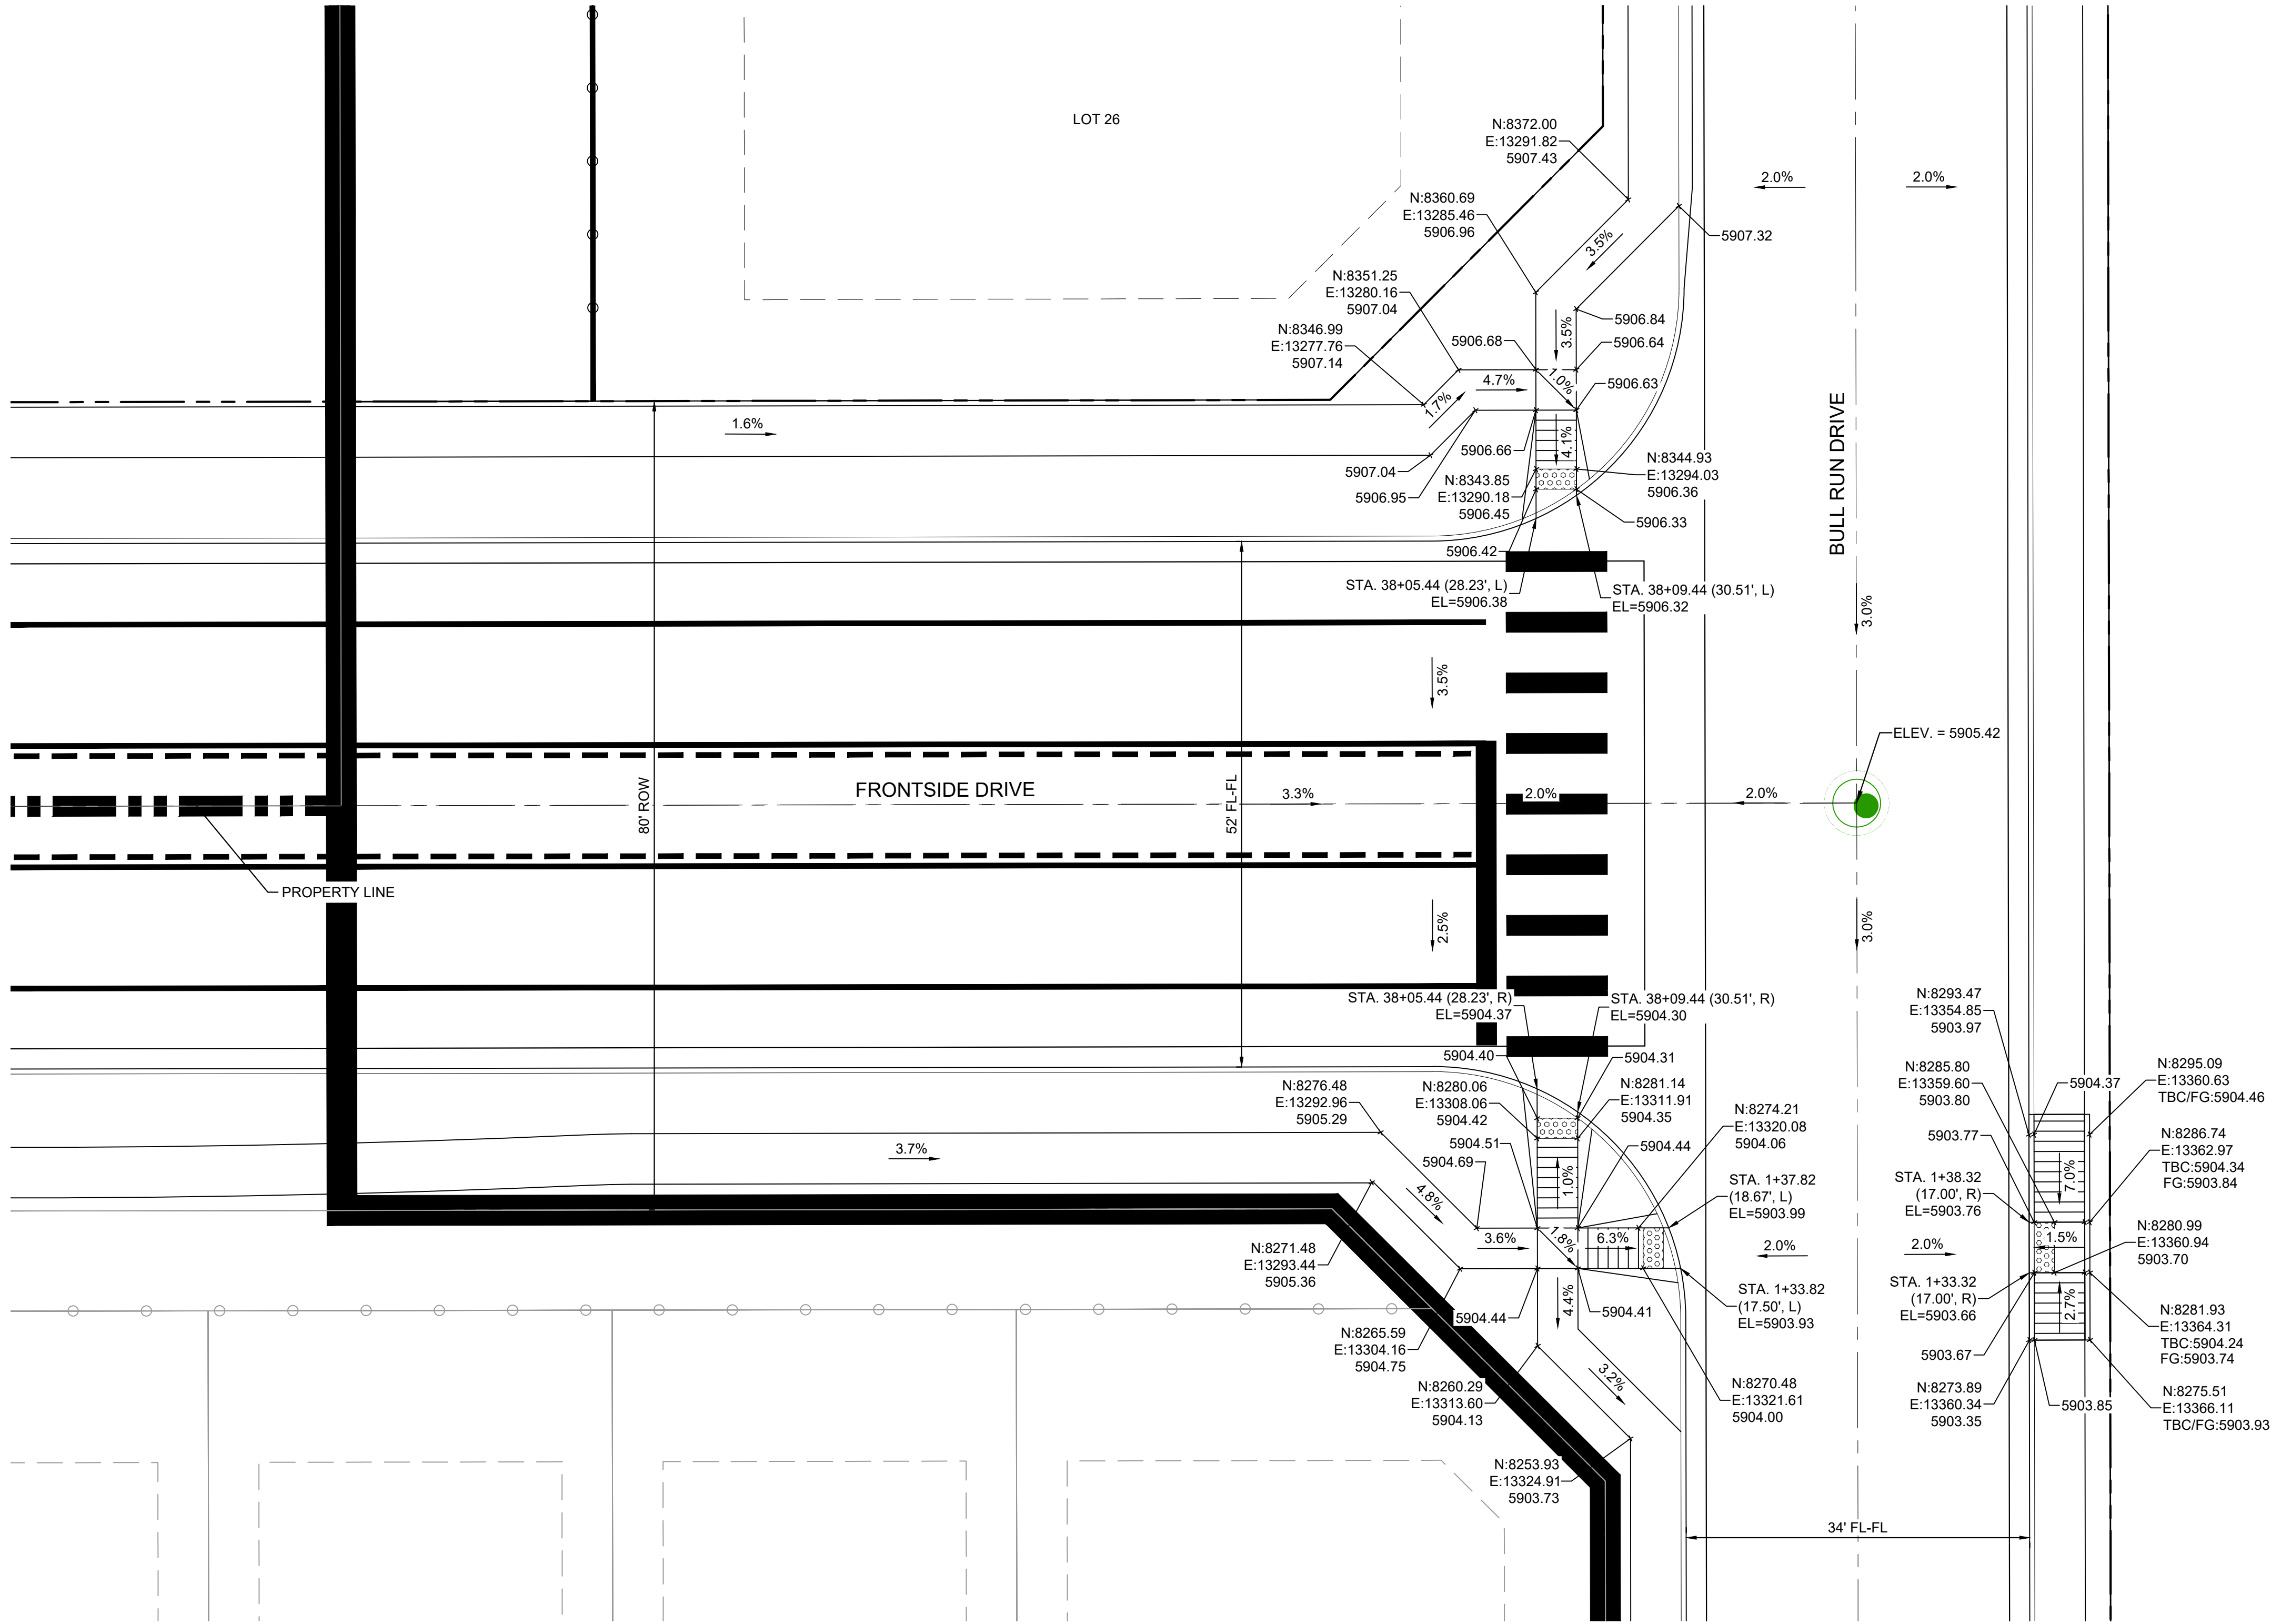 LOT 26
N:8372.00
E:13291.82
5907.43
2.0%
2.0%
N:8360.69
E:13285.46
5906.96
5907.32
3.5%
N:8351.25
E:13280.16
5907.04
5906.84
3.5%
N:8346.99
E:13277.76
5907.14
5906.68
5906.64
1.0%
4.7%
5906.63
1.7%
1.6%
4.1%
5906.66
5907.04
5906.95
N:8343.85
E:13290.18
5906.45
N:8344.93
E:13294.03
5906.36
5906.33
BULL RUN DRIVE
5906.42
STA. 38+05.44 (28.23', L)
EL=5906.38
STA. 38+09.44 (30.51', L)
EL=5906.32
3.0%
3.5%
ELEV. = 5905.42
FRONTSIDE DRIVE
80' ROW
52' FL-FL
3.3%
2.0%
2.0%
PROPERTY LINE
2.5%
3.0%
STA. 38+05.44 (28.23', R)
EL=5904.37
STA. 38+09.44 (30.51', R)
EL=5904.30
N:8293.47
E:13354.85
5903.97
5904.40
5904.31
N:8285.80
E:13359.60
5903.80
5904.37
N:8295.09
E:13360.63
TBC/FG:5904.46
N:8276.48
E:13292.96
5905.29
N:8280.06
E:13308.06
5904.42
N:8281.14
E:13311.91
5904.35
N:8274.21
E:13320.08
5904.06
5903.77
N:8286.74
E:13362.97
TBC:5904.34
FG:5903.84
3.7%
5904.51
5904.69
5904.44
1.0%
7.0%
STA. 1+37.82
(18.67', L)
EL=5903.99
STA. 1+38.32
(17.00', R)
EL=5903.76
4.8%
3.6%
1.8%
6.3%
2.0%
2.0%
1.5%
N:8280.99
E:13360.94
5903.70
N:8271.48
E:13293.44
5905.36
4.4%
5904.44
5904.41
STA. 1+33.82
(17.50', L)
EL=5903.93
STA. 1+33.32
(17.00', R)
EL=5903.66
2.7%
N:8281.93
E:13364.31
TBC:5904.24
FG:5903.74
N:8265.59
E:13304.16
5904.75
5903.67
3.2%
N:8260.29
E:13313.60
5904.13
N:8270.48
E:13321.61
5904.00
N:8273.89
E:13360.34
5903.35
5903.85
N:8275.51
E:13366.11
TBC/FG:5903.93
N:8253.93
E:13324.91
5903.73
34' FL-FL